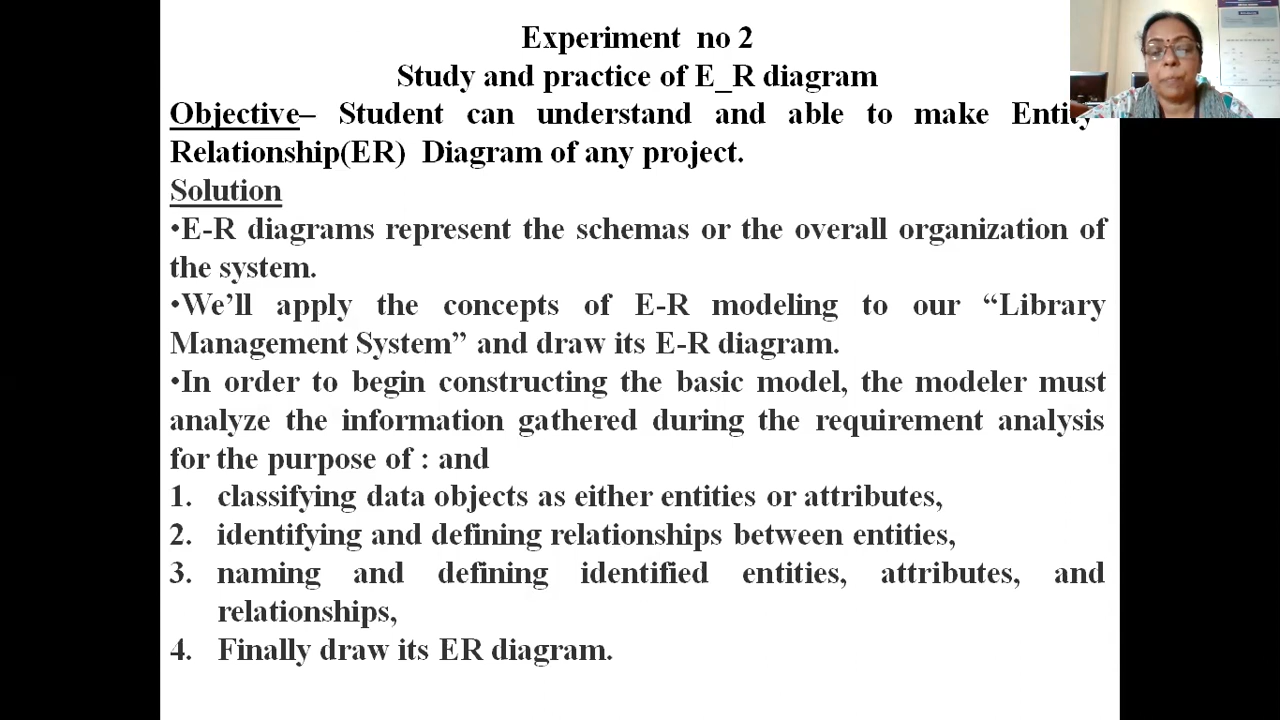 Experiment no 2
Study and practice of E_R diagram
Objective– Student can understand and able to make Entity
Relationship(ER) Diagram of any project.
Solution
•E-R diagrams represent the schemas or the overall organization of
the system.
•We’ll apply the concepts of E-R modeling to our “Library
Management System” and draw its E-R diagram.
•In order to begin constructing the basic model, the modeler must
analyze the information gathered during the requirement analysis
for the purpose of : and
1. classifying data objects as either entities or attributes,
2. identifying and defining relationships between entities,
3. naming and defining identified entities, attributes, and
relationships,
4. Finally draw its ER diagram.